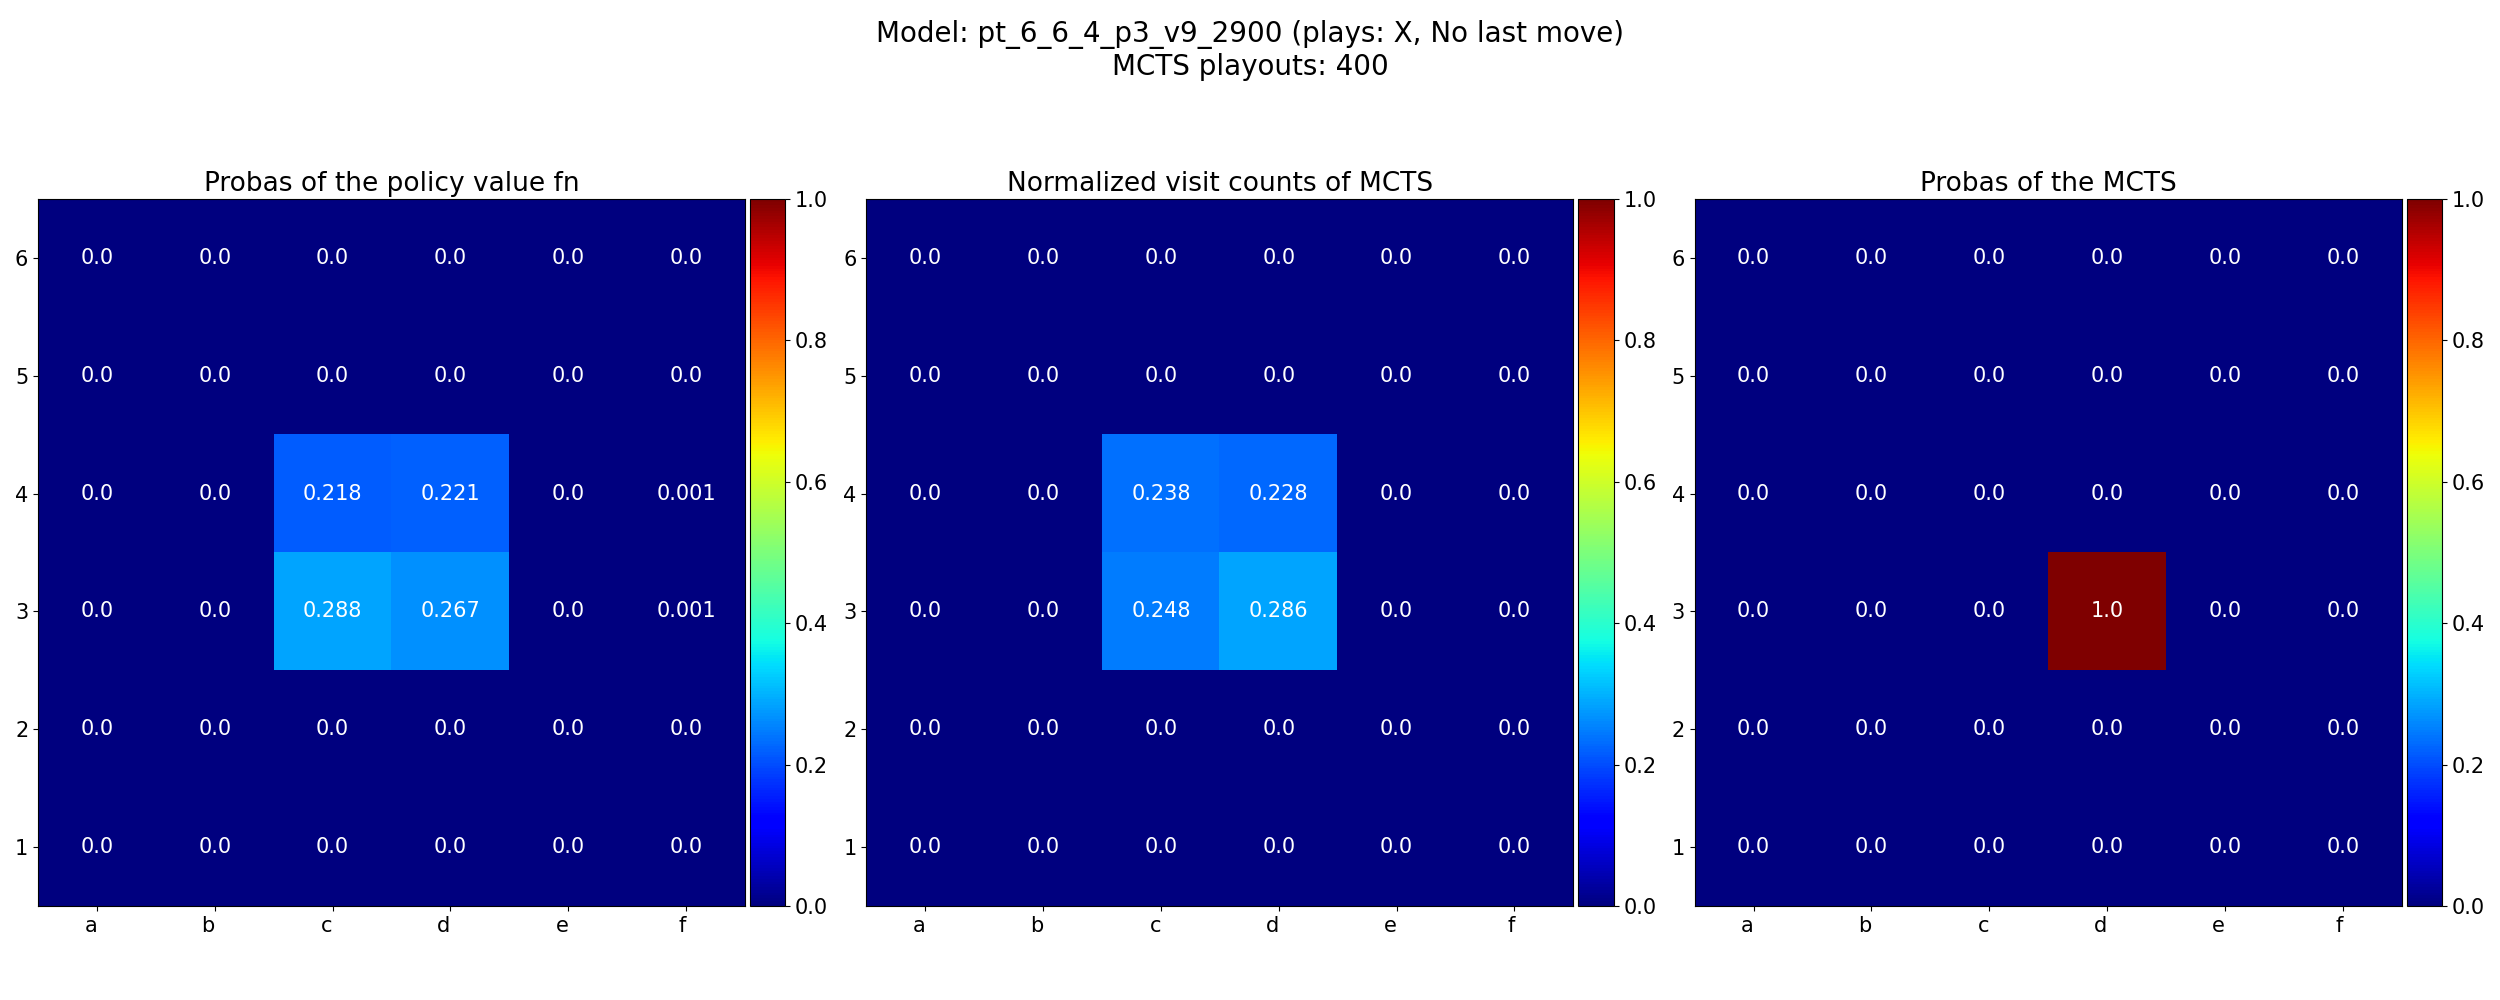 Model: pt_6_6_4_p3_v9_2900 (plays: X, No last move)
MCTS playouts: 400
Probas of the policy value fn
6 0.0 0.0 0.0 0.0 0.0 0.0
5 0.0 0.0 0.0 0.0 0.0 0.0
4 0.0 0.0 0.218 0.221 0.0 0.001
3 0.0 0.0 0.288 0.267 0.0 0.001
2 0.0 0.0 0.0 0.0 0.0 0.0
1 0.0 0.0 0.0 0.0 0.0 0.0
a b c d e f
1.0
0.8
0.6
0.4
0.2
0.0
Normalized visit counts of MCTS
6 0.0 0.0 0.0 0.0 0.0 0.0
5 0.0 0.0 0.0 0.0 0.0 0.0
4 0.0 0.0 0.238 0.228 0.0 0.0
3 0.0 0.0 0.248 0.286 0.0 0.0
2 0.0 0.0 0.0 0.0 0.0 0.0
1 0.0 0.0 0.0 0.0 0.0 0.0
a b c d e f
1.0
0.8
0.6
0.4
0.2
0.0
Probas of the MCTS
6 0.0 0.0 0.0 0.0 0.0 0.0
5 0.0 0.0 0.0 0.0 0.0 0.0
4 0.0 0.0 0.0 0.0 0.0 0.0
3 0.0 0.0 0.0 1.0 0.0 0.0
2 0.0 0.0 0.0 0.0 0.0 0.0
1 0.0 0.0 0.0 0.0 0.0 0.0
a b c d e f
1.0
0.8
0.6
0.4
0.2
0.0